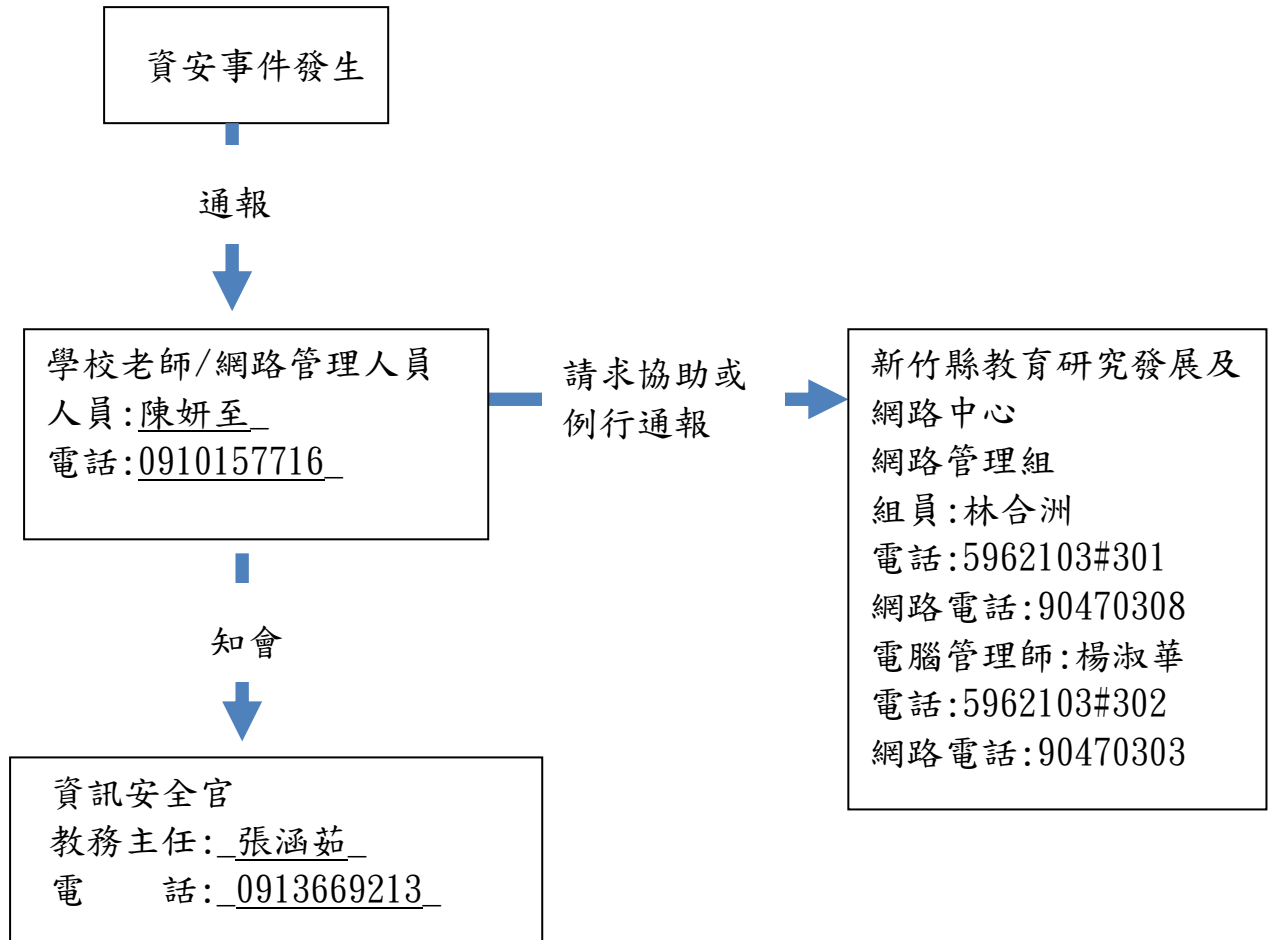 資安事件發生
通報
學校老師/網路管理人員
人員:陳妍至_
電話:0910157716_
請求協助或
例行通報
新竹縣教育研究發展及
網路中心
網路管理組
組員:林合洲
電話:5962103#301
網路電話:90470308
電腦管理師:楊淑華
電話:5962103#302
網路電話:90470303
知會
資訊安全官
教務主任:_張涵茹_
電　　話:_0913669213_